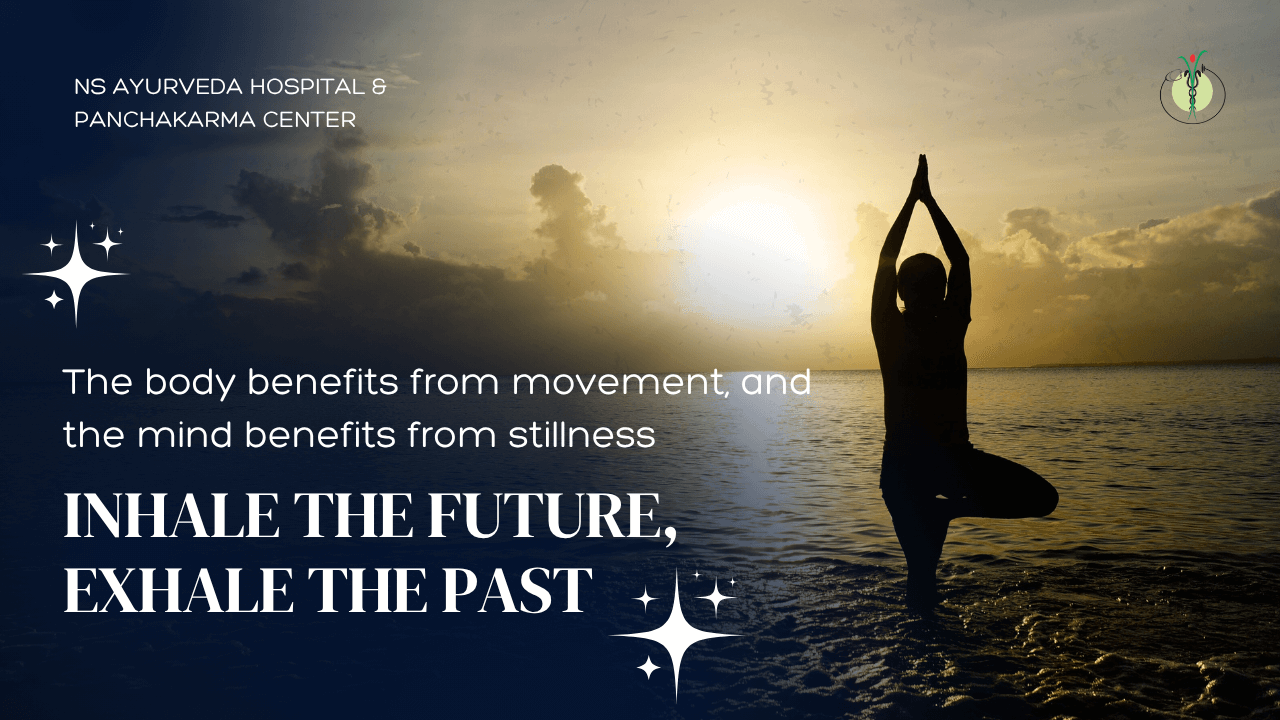 NS AYURVEDA HOSPITAL &
PANCHAKARMA CENTER
The body benefits from movement, and
the mind benefits from stillness
INHALE THE FUTURE,
EXHALE THE PAST